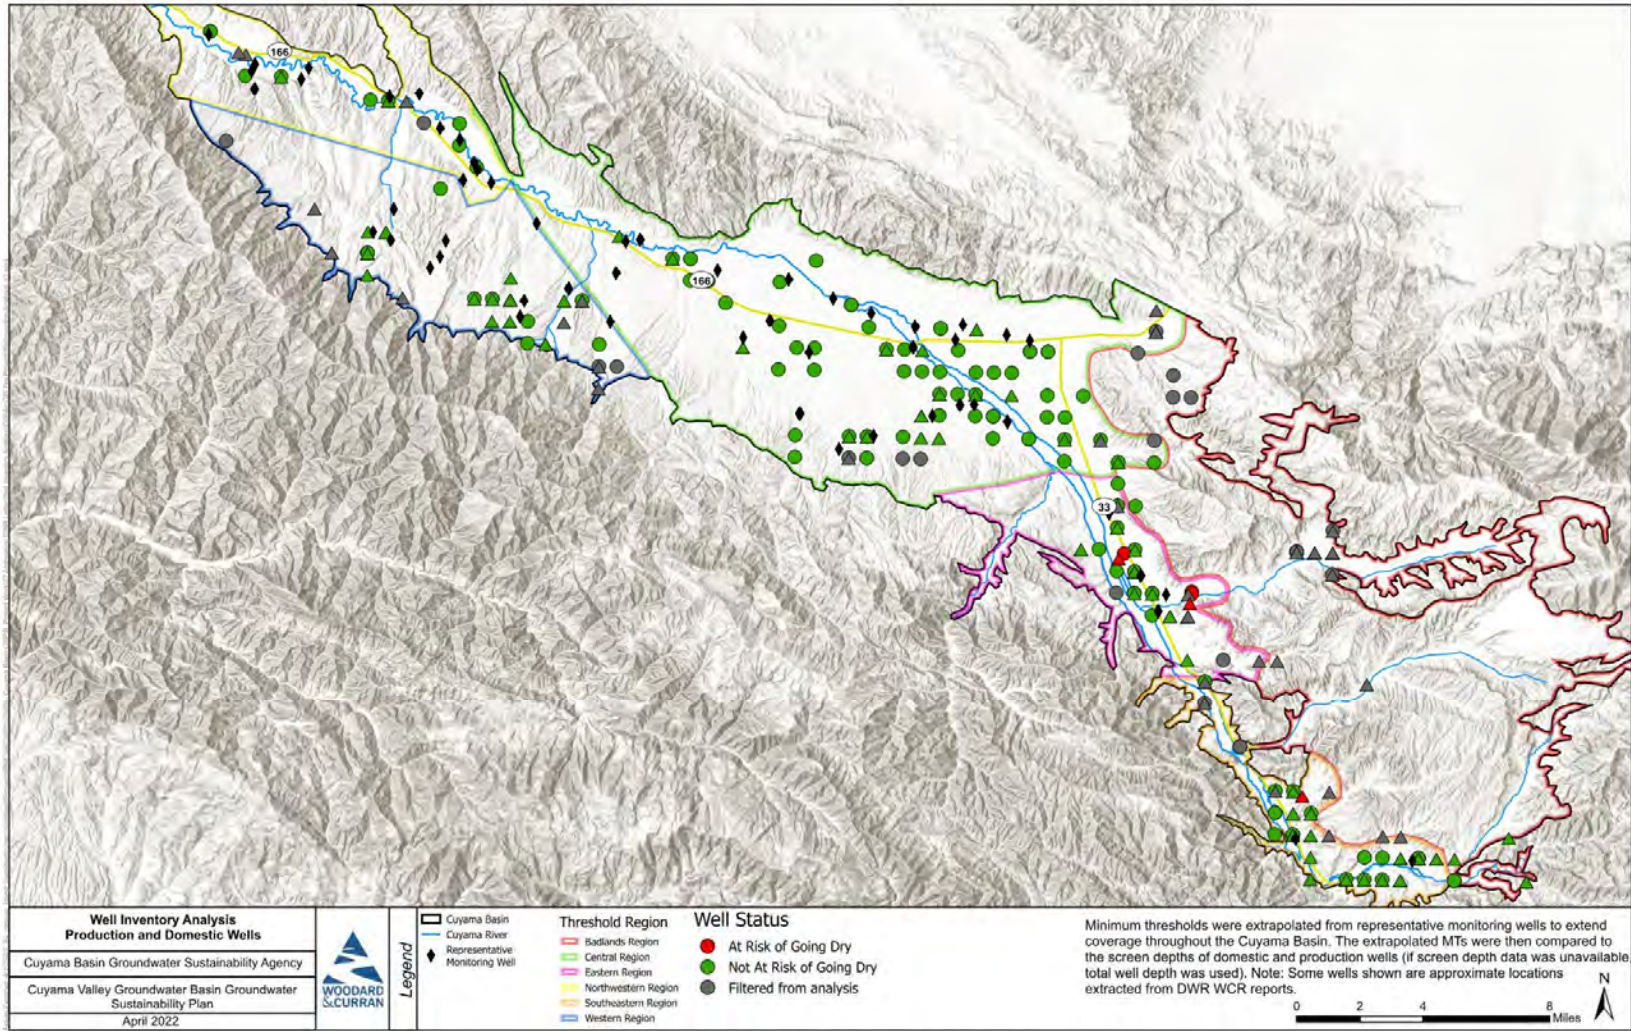 166
166
33
Well Inventory Analysis
Production and Domestic Wells
Cuyama Basin Groundwater Sustainability Agency
Cuyama Valley Groundwater Basin Groundwater
Sustainability Plan
April 2022
WOODARD
&CURRAN
Legend
Cuyama Basin
Cuyama River
Representative
Monitoring Well
Threshold Region
Badlands Region
Central Region
Eastern Region
Northwestern Region
Southeastern Region
Western Region
Well Status
At Risk of Going Dry
Not At Risk of Going Dry
Filtered from analysis
Minimum thresholds were extrapolated from representative monitoring wells to extend
coverage throughout the Cuyama Basin. The extrapolated MTs were then compared to
the screen depths of domestic and production wells (if screen depth data was unavailable,
total well depth was used). Note: Some wells shown are approximate locations
extracted from DWR WCR reports.
N
0 2 4 8
Miles